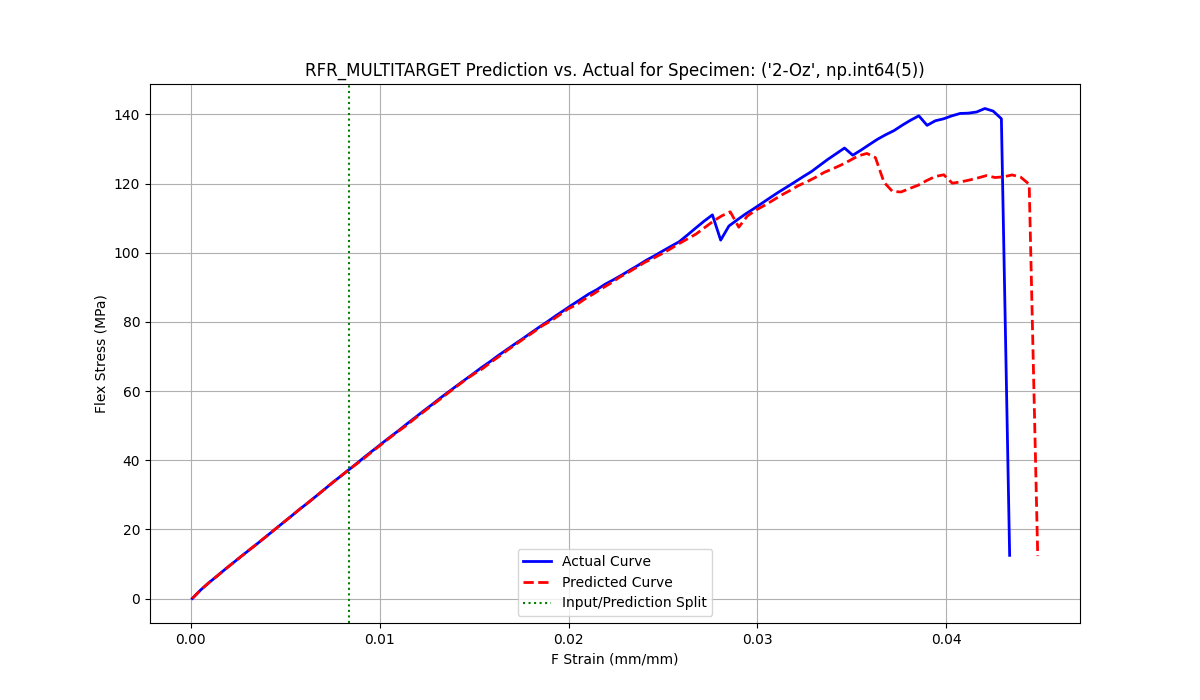 RFR_MULTITARGET Prediction vs. Actual for Specimen: ('2-Oz', np.int64(5))
Flex Stress (MPa)
140
120
100
80
60
40
20
0
Actual Curve
Predicted Curve
Input/Prediction Split
0.00 0.01 0.02 0.03 0.04
F Strain (mm/mm)